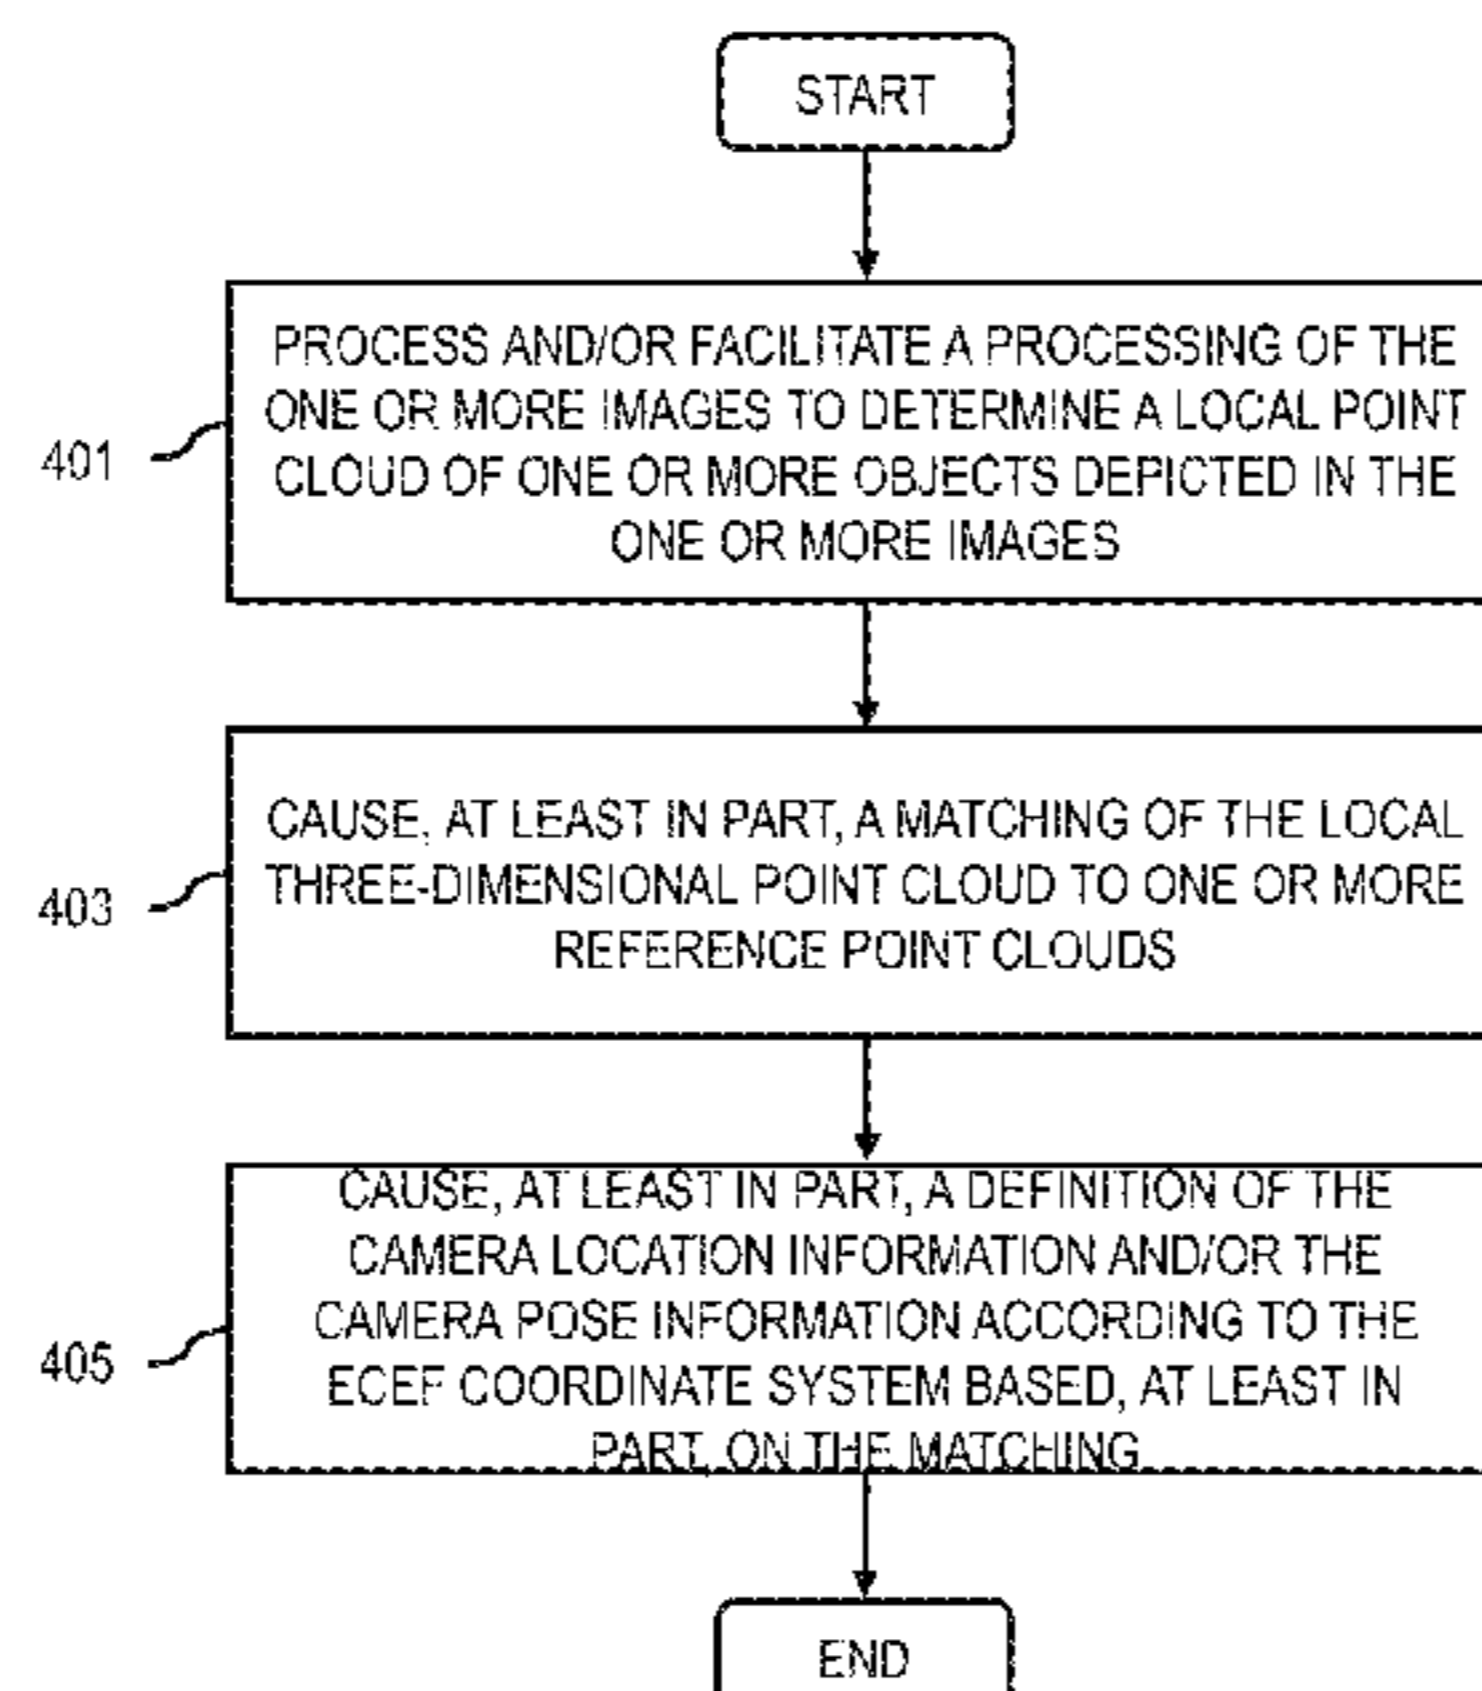 START
PROCESS AND/OR FACILITATE A PROCESSING OF THE
ONE OR MORE IMAGES TO DETERMINE A LOCAL POINT
CLOUD OF ONE OR MORE OBJECTS DEPICTED IN THE
ONE OR MORE IMAGES
401
CAUSE, AT LEAST IN PART, A MATCHING OF THE LOCAL
THREE-DIMENSIONAL POINT CLOUD TO ONE OR MORE
REFERENCE POINT CLOUDS
403
CAUSE, AT LEAST IN PART, A DEFINITION OF THE
CAMERA LOCATION INFORMATION AND/OR THE
CAMERA POSE INFORMATION ACCORDING TO THE
ECEF COORDINATE SYSTEM BASED, AT LEAST IN
PART, ON THE MATCHING
405
END